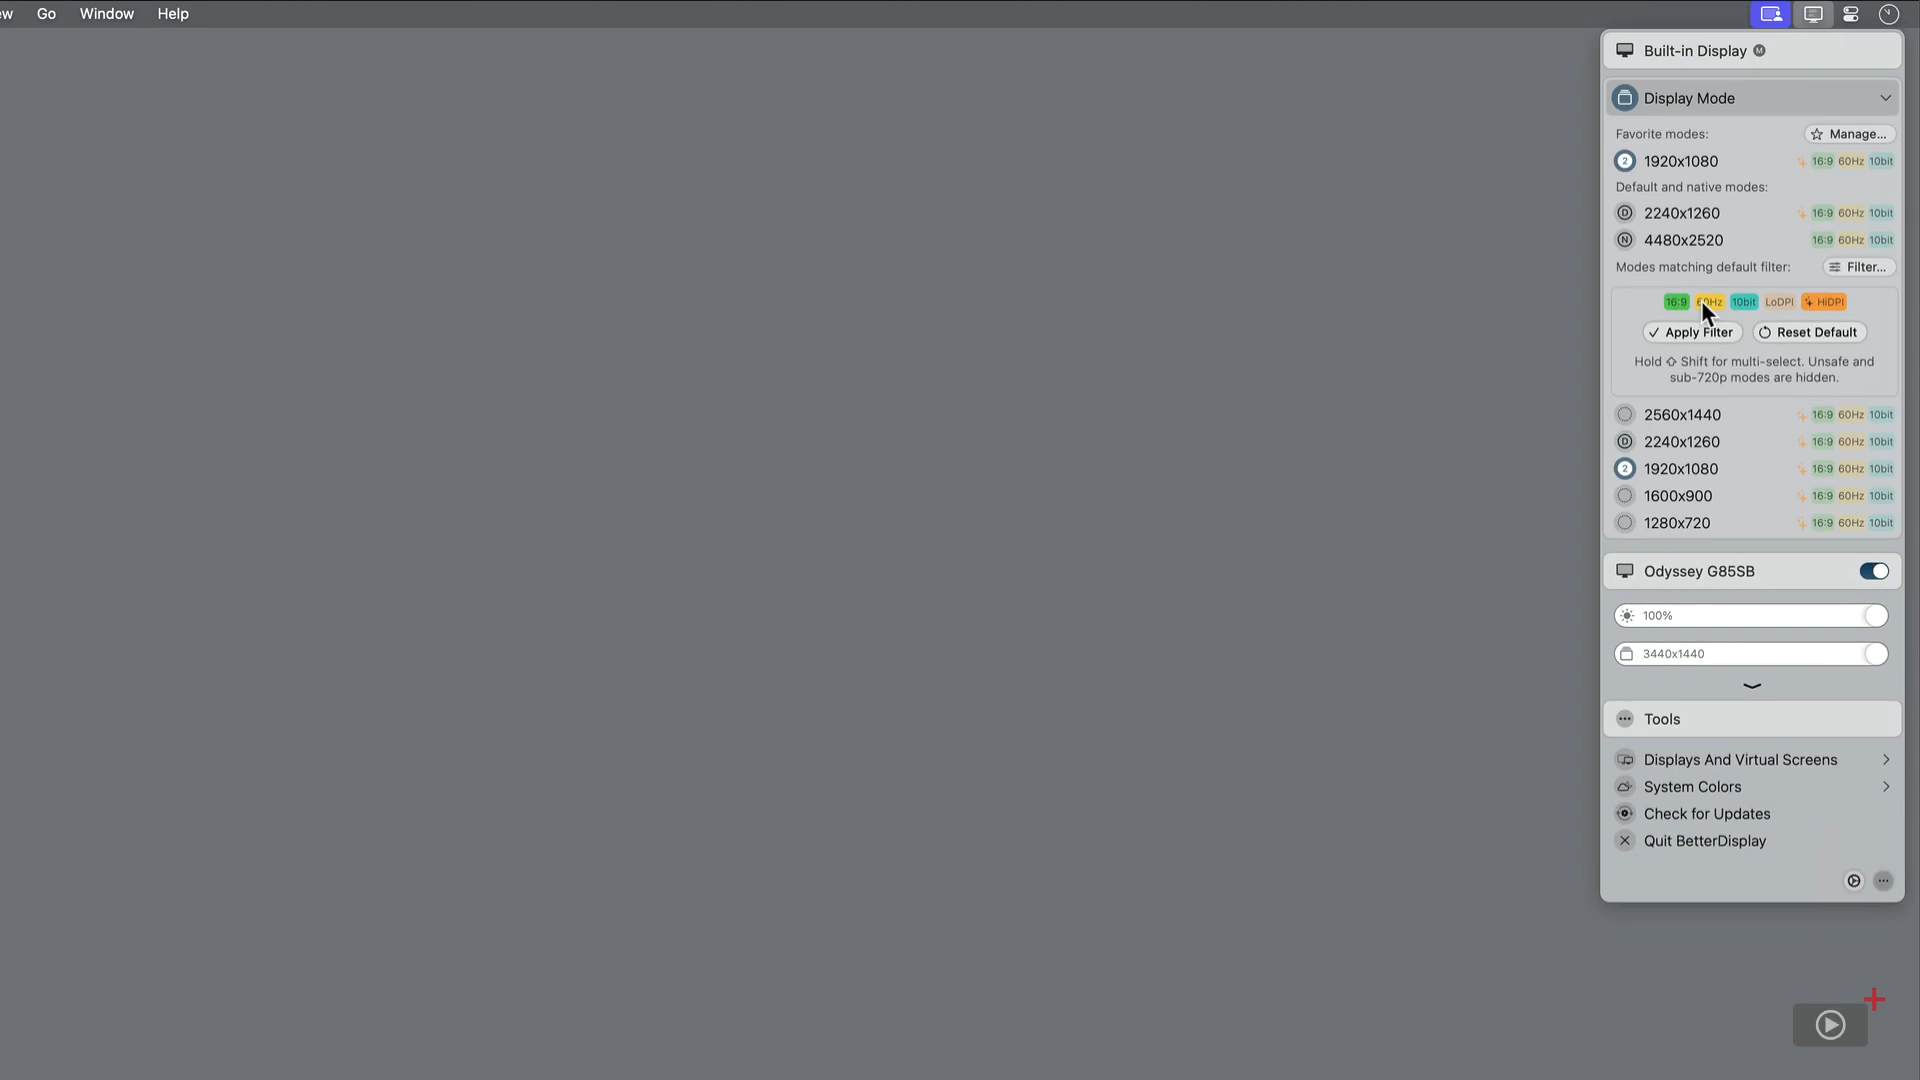 ew Go Window Help
Built-in Display M
Display Mode
Favorite modes: Manage...
2 1920x1080 16:9 60Hz 10bit
Default and native modes:
D 2240x1260 16:9 60Hz 10bit
N 4480x2520 16:9 60Hz 10bit
Modes matching default filter: Filter...
16:9 60Hz 10bit LoDPI HiDPI
Apply Filter Reset Default
Hold ⇧ Shift for multi-select. Unsafe and
sub-720p modes are hidden.
2560x1440 16:9 60Hz 10bit
D 2240x1260 16:9 60Hz 10bit
2 1920x1080 16:9 60Hz 10bit
1600x900 16:9 60Hz 10bit
1280x720 16:9 60Hz 10bit
Odyssey G85SB
100%
3440x1440
Tools
Displays And Virtual Screens
System Colors
Check for Updates
Quit BetterDisplay